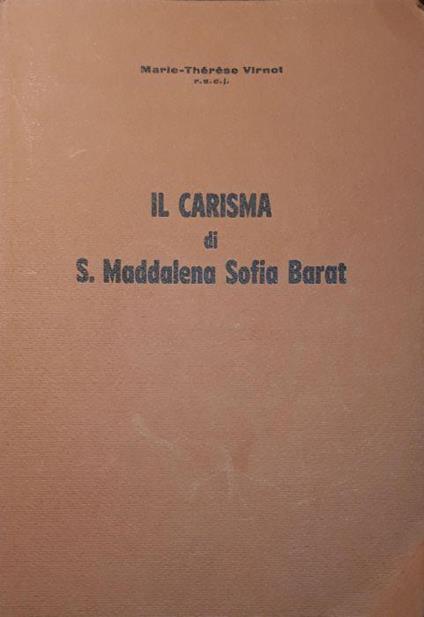 Marie-Thérèse Virnot
r.s.c.j.
IL CARISMA
di
S. Maddalena Sofia Barat